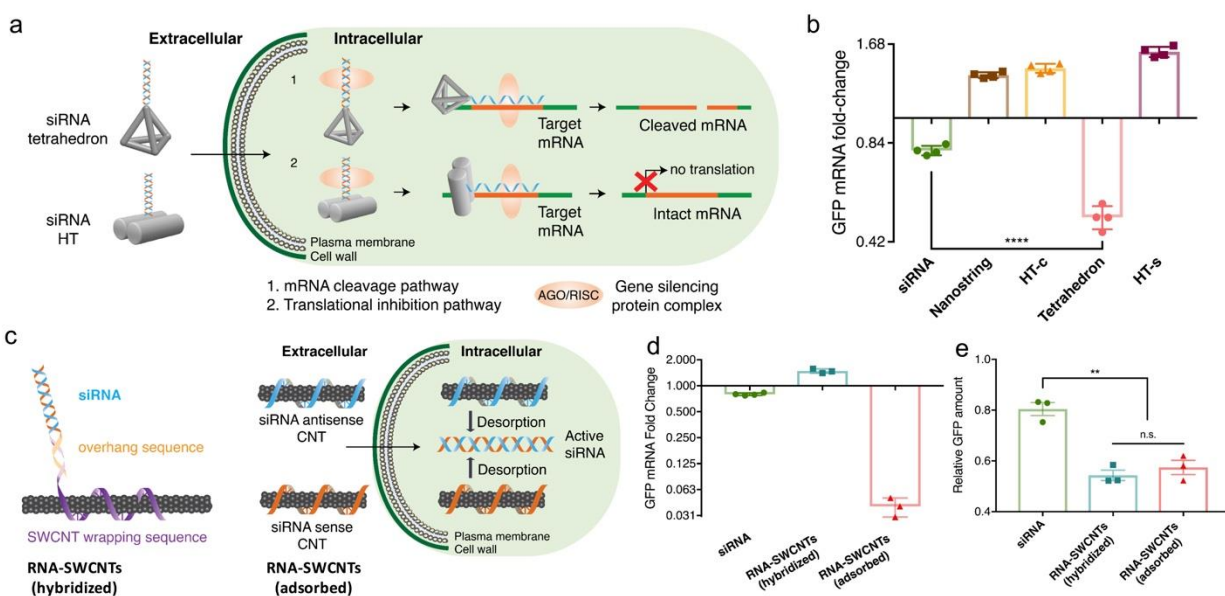 a
Extracellular
Intracellular
siRNA
tetrahedron
siRNA
HT
1
2
Target
mRNA
Cleaved mRNA
Target
mRNA
no translation
Intact mRNA
Plasma membrane
Cell wall
1. mRNA cleavage pathway
2. Translational inhibition pathway
AGO/RISC
Gene silencing
protein complex
b
GFP mRNA fold-change
1.68
0.84
0.42
****
siRNA
Nanostring
HT-c
Tetrahedron
HT-s
c
siRNA
overhang sequence
SWCNT wrapping sequence
RNA-SWCNTs
(hybridized)
Extracellular
Intracellular
siRNA antisense
CNT
siRNA sense
CNT
RNA-SWCNTs
(adsorbed)
Desorption
Active
siRNA
Desorption
Plasma membrane
Cell wall
d
GFP mRNA Fold Change
2.000
1.000
0.500
0.250
0.125
0.063
0.031
siRNA
RNA-SWCNTs
(hybridized)
RNA-SWCNTs
(adsorbed)
e
Relative GFP amount
1.0
0.8
0.6
0.4
**
n.s.
siRNA
RNA-SWCNTs
(hybridized)
RNA-SWCNTs
(adsorbed)